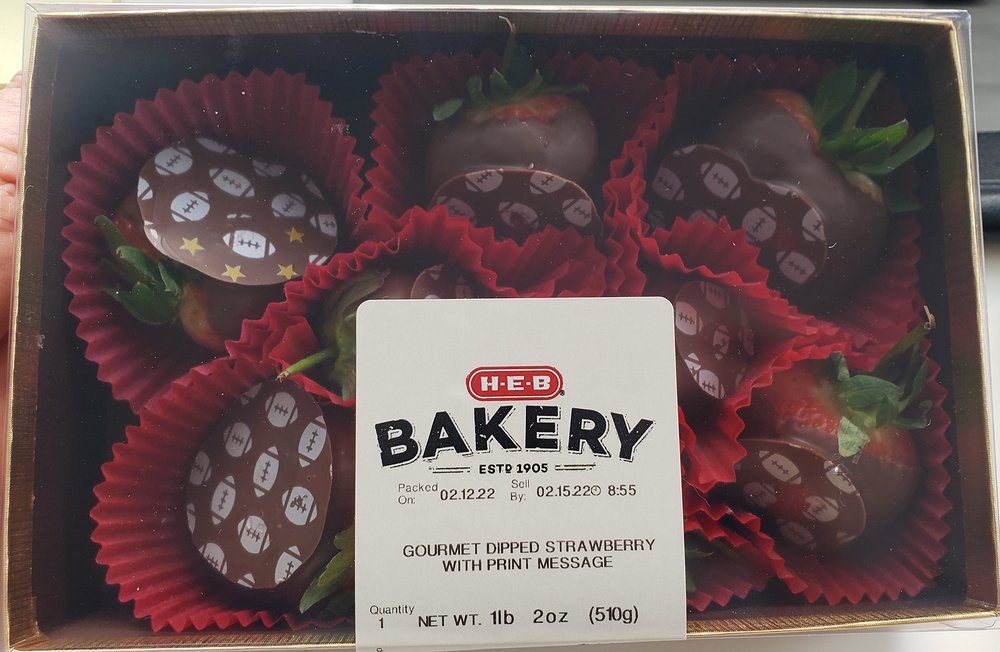 H-E-B
BAKERY
ESTD 1905
Packed On: 02.12.22 Sell By: 02.15.22 8:55
GOURMET DIPPED STRAWBERRY
WITH PRINT MESSAGE
Quantity 1 NET WT. 1lb 2oz (510g)